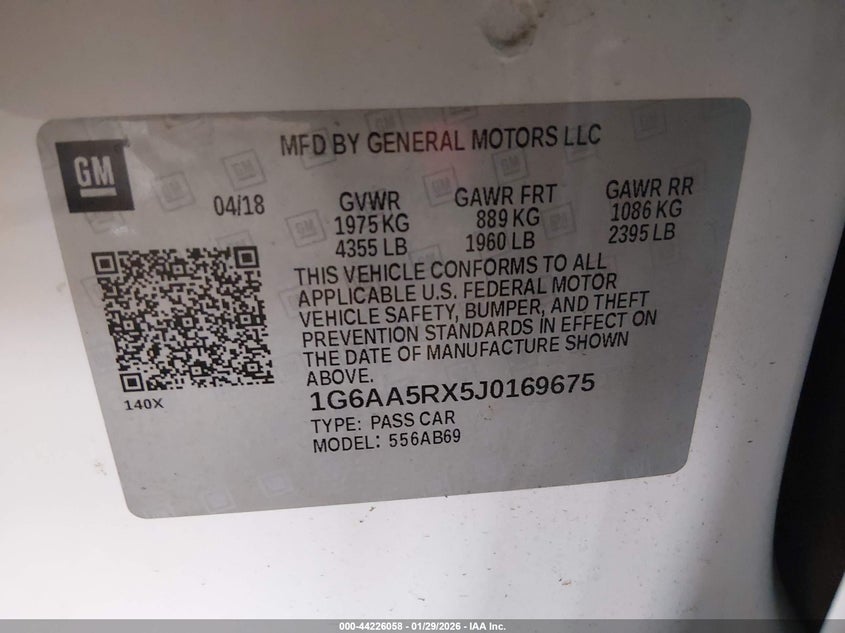 GM
MFD BY GENERAL MOTORS LLC
04/18
GVWR
1975 KG
4355 LB
GAWR FRT
889 KG
1960 LB
GAWR RR
1086 KG
2395 LB
THIS VEHICLE CONFORMS TO ALL
APPLICABLE U.S. FEDERAL MOTOR
VEHICLE SAFETY, BUMPER, AND THEFT
PREVENTION STANDARDS IN EFFECT ON
THE DATE OF MANUFACTURE SHOWN
ABOVE.
140X
1G6AA5RX5J0169675
TYPE: PASS CAR
MODEL: 556AB69
000-44226058 - 01/29/2026 - IAA Inc.